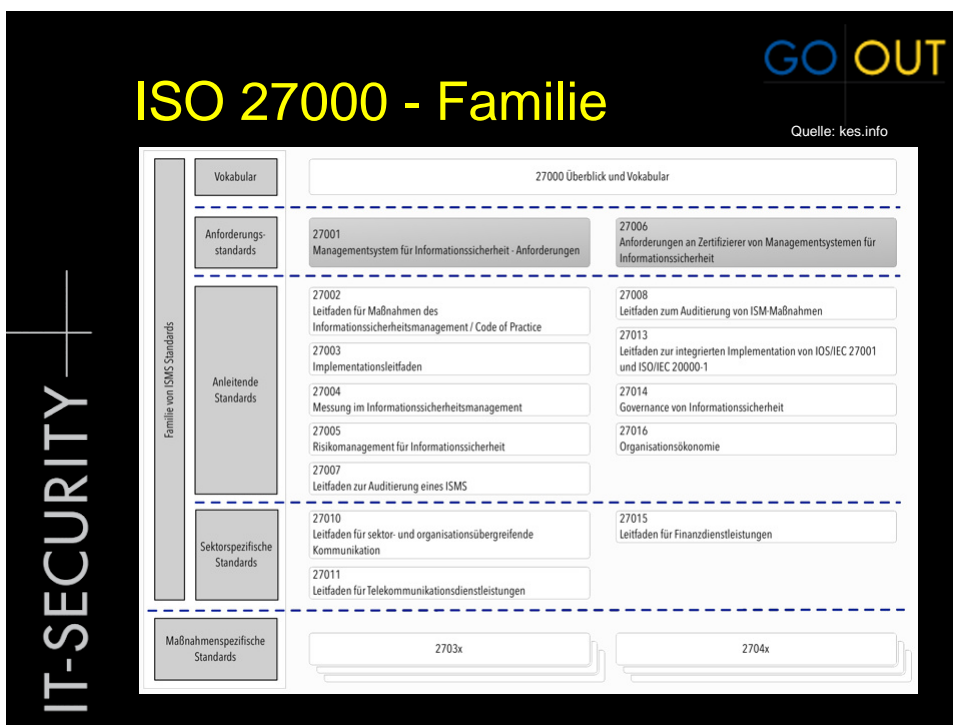 GO OUT
ISO 27000 - Familie
Quelle: kes.info
IT-SECURITY
Familie von ISMS Standards
Vokabular
27000 Überblick und Vokabular
Anforderungs-
standards
27001
Managementsystem für Informationssicherheit - Anforderungen
27006
Anforderungen an Zertifizierer von Managementsystemen für
Informationssicherheit
Anleitende
Standards
27002
Leitfaden für Maßnahmen des
Informationssicherheitsmanagement / Code of Practice
27003
Implementationsleitfaden
27004
Messung im Informationssicherheitsmanagement
27005
Risikomanagement für Informationssicherheit
27007
Leitfaden zur Auditierung eines ISMS
27008
Leitfaden zum Auditierung von ISM-Maßnahmen
27013
Leitfaden zur integrierten Implementation von IOS/IEC 27001
und ISO/IEC 20000-1
27014
Governance von Informationssicherheit
27016
Organisationsökonomie
Sektorspezifische
Standards
27010
Leitfaden für sektor- und organisationsübergreifende
Kommunikation
27011
Leitfaden für Telekommunikationsdienstleistungen
27015
Leitfaden für Finanzdienstleistungen
Maßnahmenspezifische
Standards
2703x
2704x